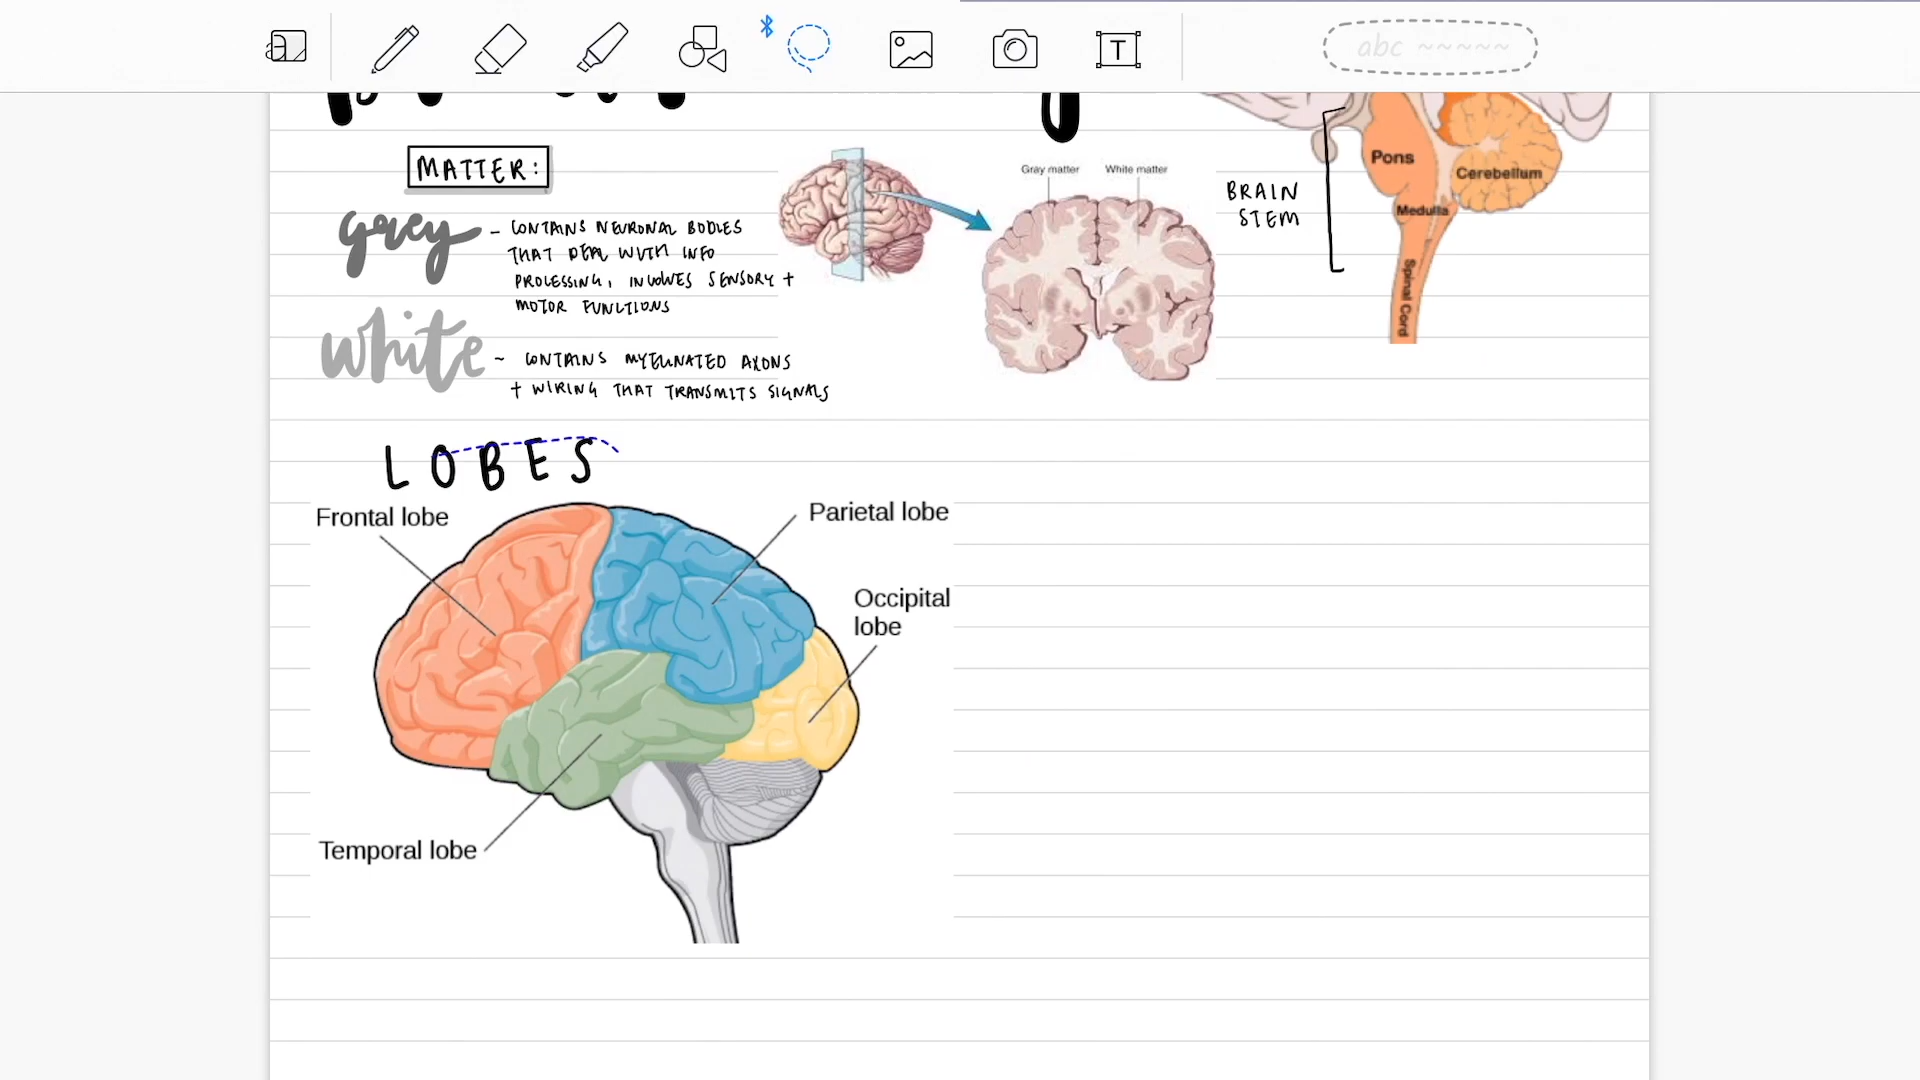 abc
T
MATTER:
grey - CONTAINS NEURONAL BODIES
THAT DEAL WITH INFO
PROCESSING, INVOLVES SENSORY +
MOTOR FUNCTIONS
white ~ CONTAINS MYELINATED AXONS
+ WIRING THAT TRANSMITS SIGNALS
Gray matter White matter
BRAIN
STEM
Pons
Cerebellum
Medulla
Spinal Cord
LOBES
Frontal lobe
Parietal lobe
Occipital
lobe
Temporal lobe